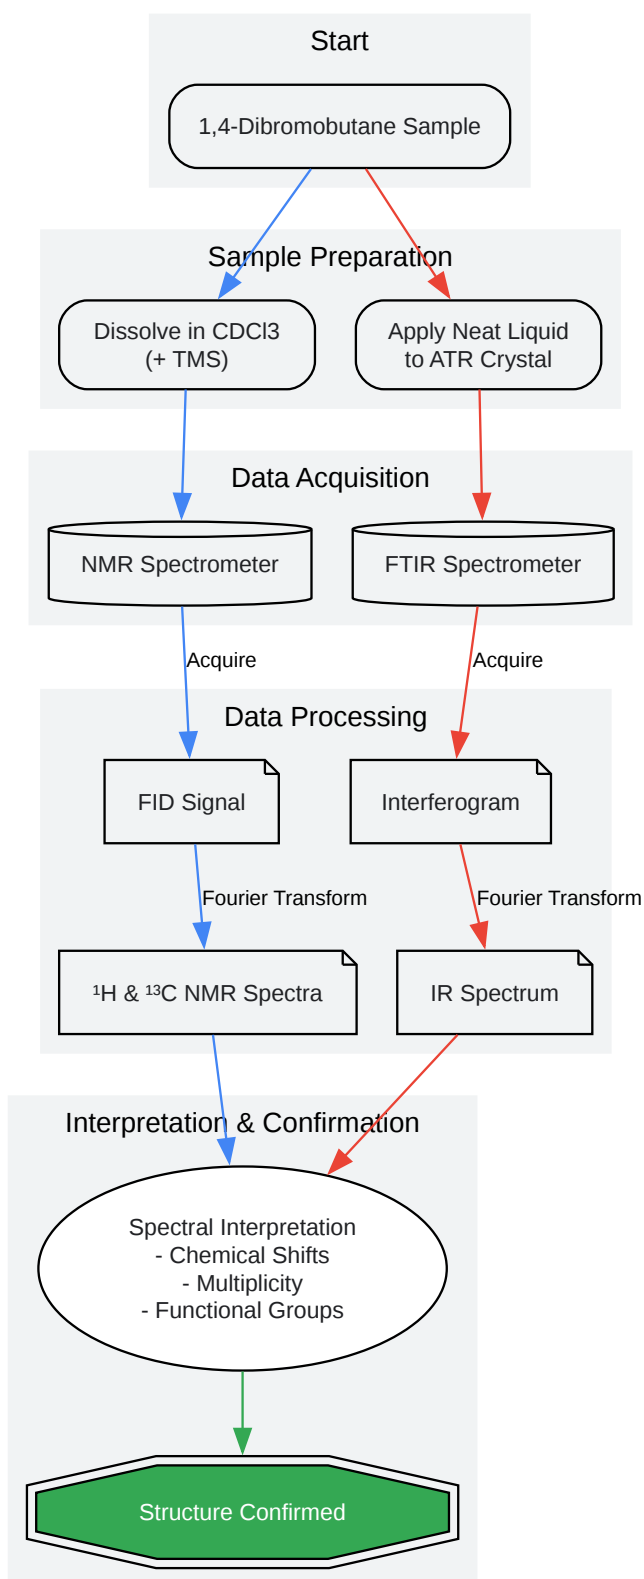 Start
1,4-Dibromobutane Sample
Sample Preparation
Dissolve in CDCl3
(+ TMS)
Apply Neat Liquid
to ATR Crystal
Data Acquisition
NMR Spectrometer
FTIR Spectrometer
Acquire
Acquire
Data Processing
FID Signal
Interferogram
Fourier Transform
Fourier Transform
¹H & ¹³C NMR Spectra
IR Spectrum
Interpretation & Confirmation
Spectral Interpretation
- Chemical Shifts
- Multiplicity
- Functional Groups
Structure Confirmed